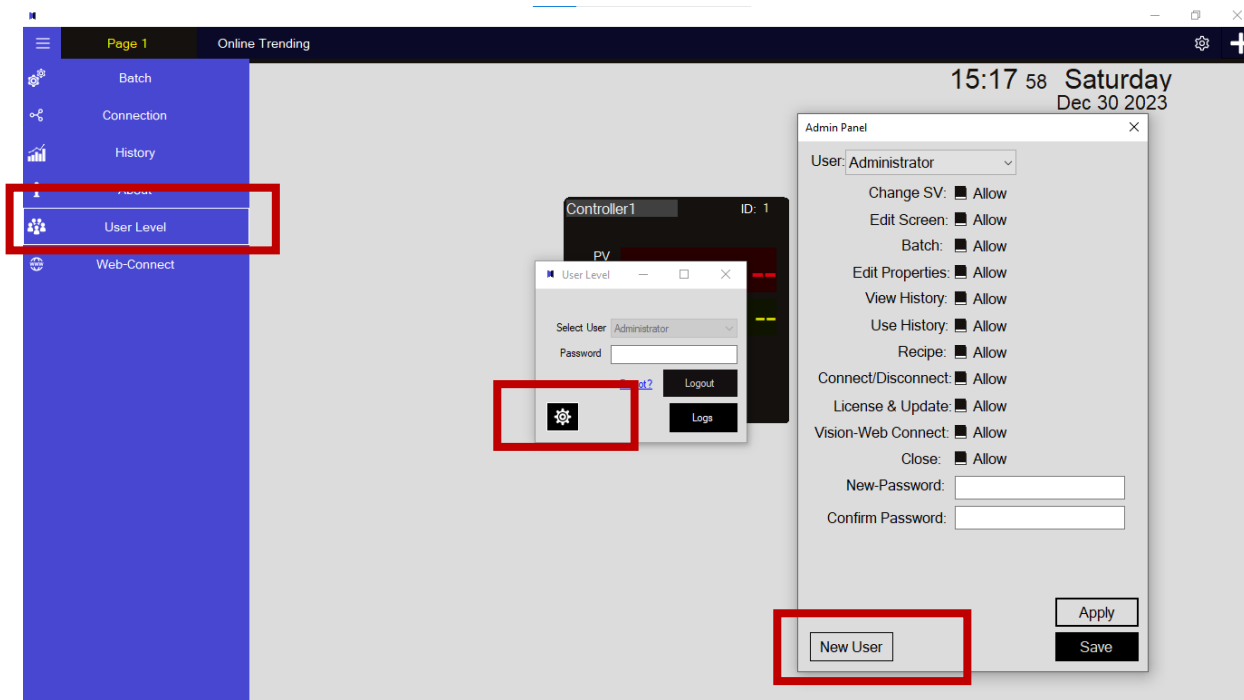 Page 1
Online Trending
Batch
Connection
History
About
User Level
Web-Connect
15:17 58 Saturday
Dec 30 2023
Controller1 ID: 1
PV
--
--
User Level
Select User Administrator
Password
Logout
Logs
Admin Panel
User: Administrator
Change SV: Allow
Edit Screen: Allow
Batch: Allow
Edit Properties: Allow
View History: Allow
Use History: Allow
Recipe: Allow
Connect/Disconnect: Allow
License & Update: Allow
Vision-Web Connect: Allow
Close: Allow
New-Password:
Confirm Password:
Apply
New User
Save